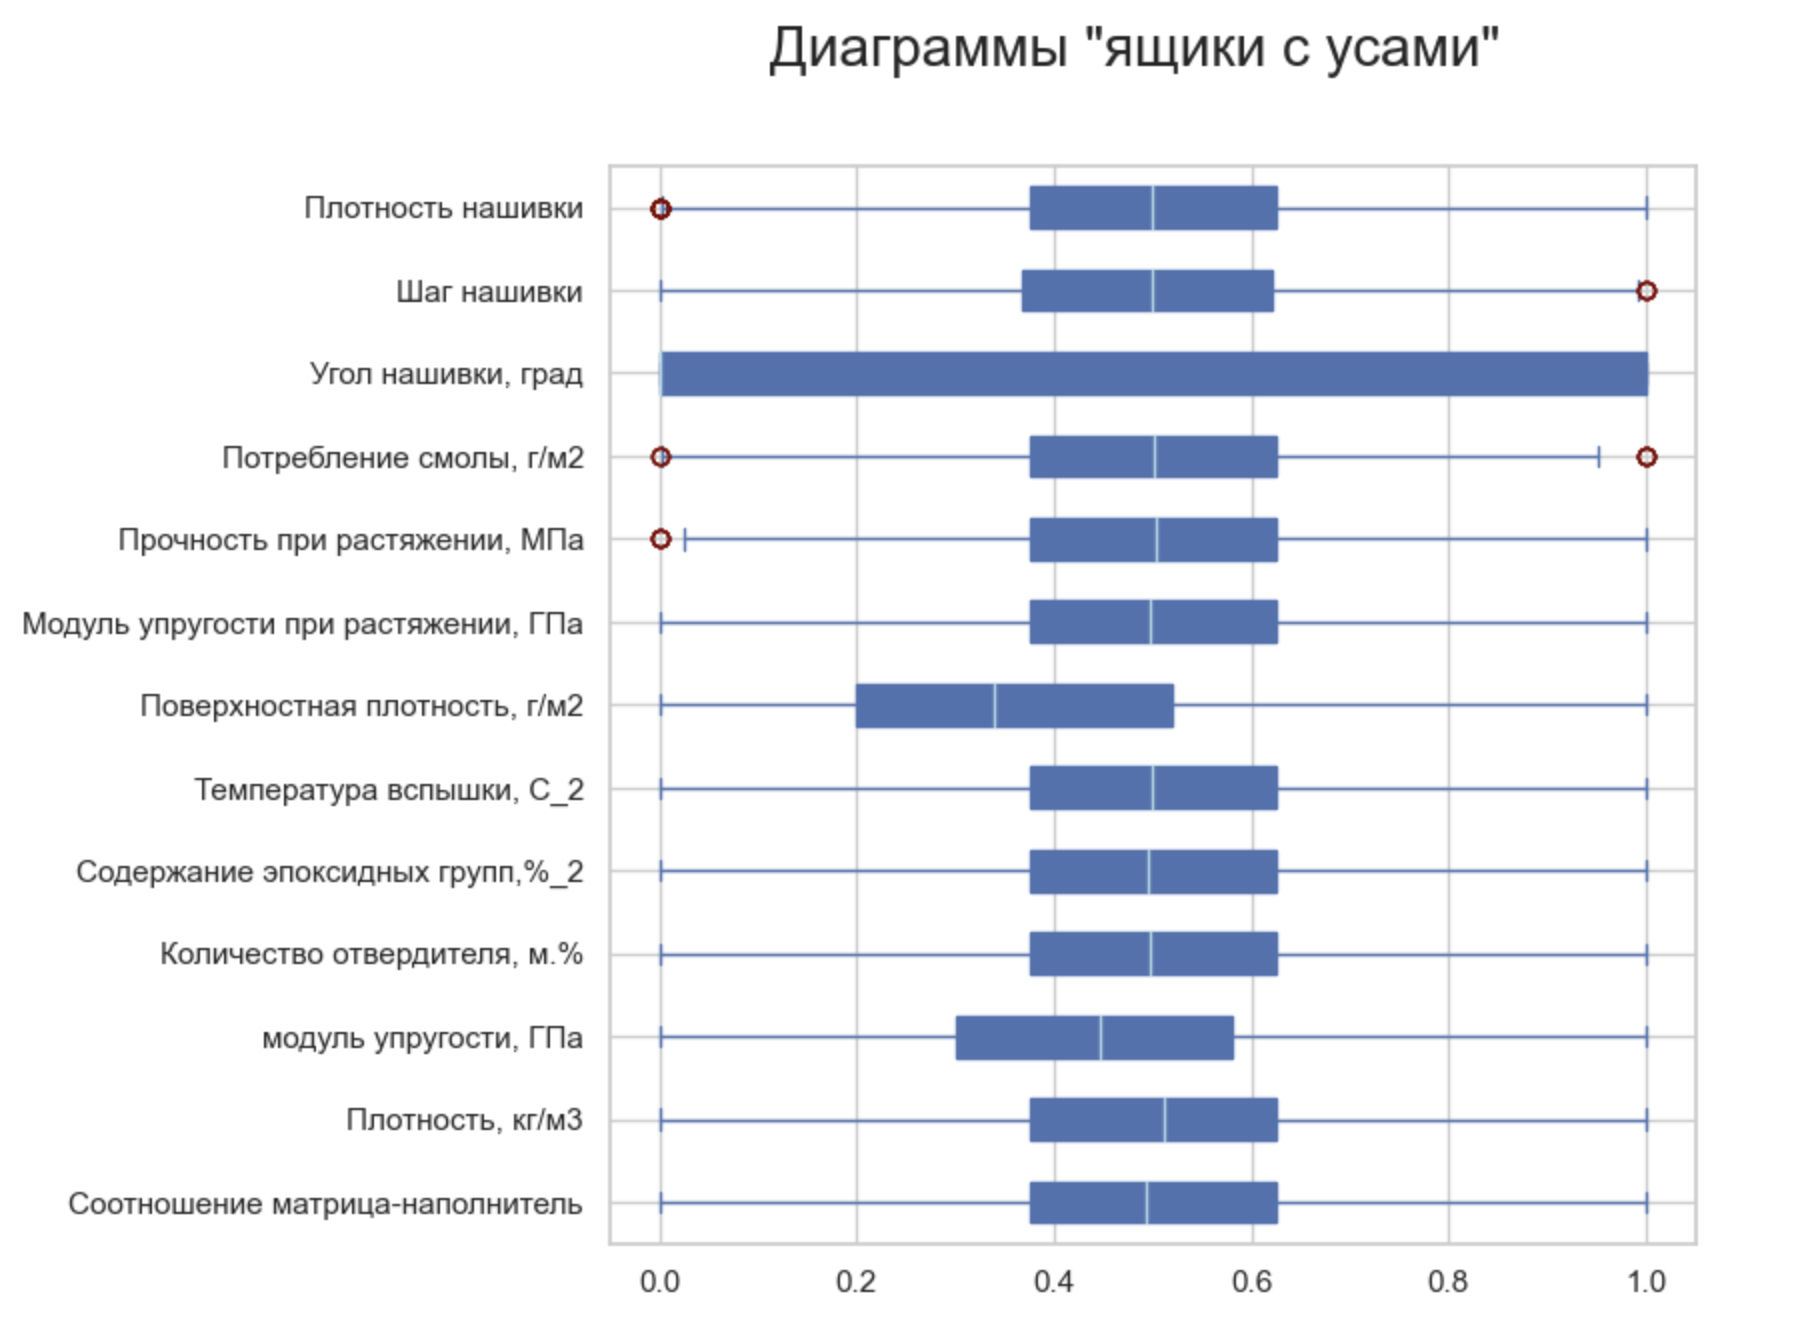 Диаграммы "ящики с усами"
Плотность нашивки
Шаг нашивки
Угол нашивки, град
Потребление смолы, г/м2
Прочность при растяжении, МПа
Модуль упругости при растяжении, ГПа
Поверхностная плотность, г/м2
Температура вспышки, С_2
Содержание эпоксидных групп,%_2
Количество отвердителя, м.%
модуль упругости, ГПа
Плотность, кг/м3
Соотношение матрица-наполнитель
0.0 0.2 0.4 0.6 0.8 1.0